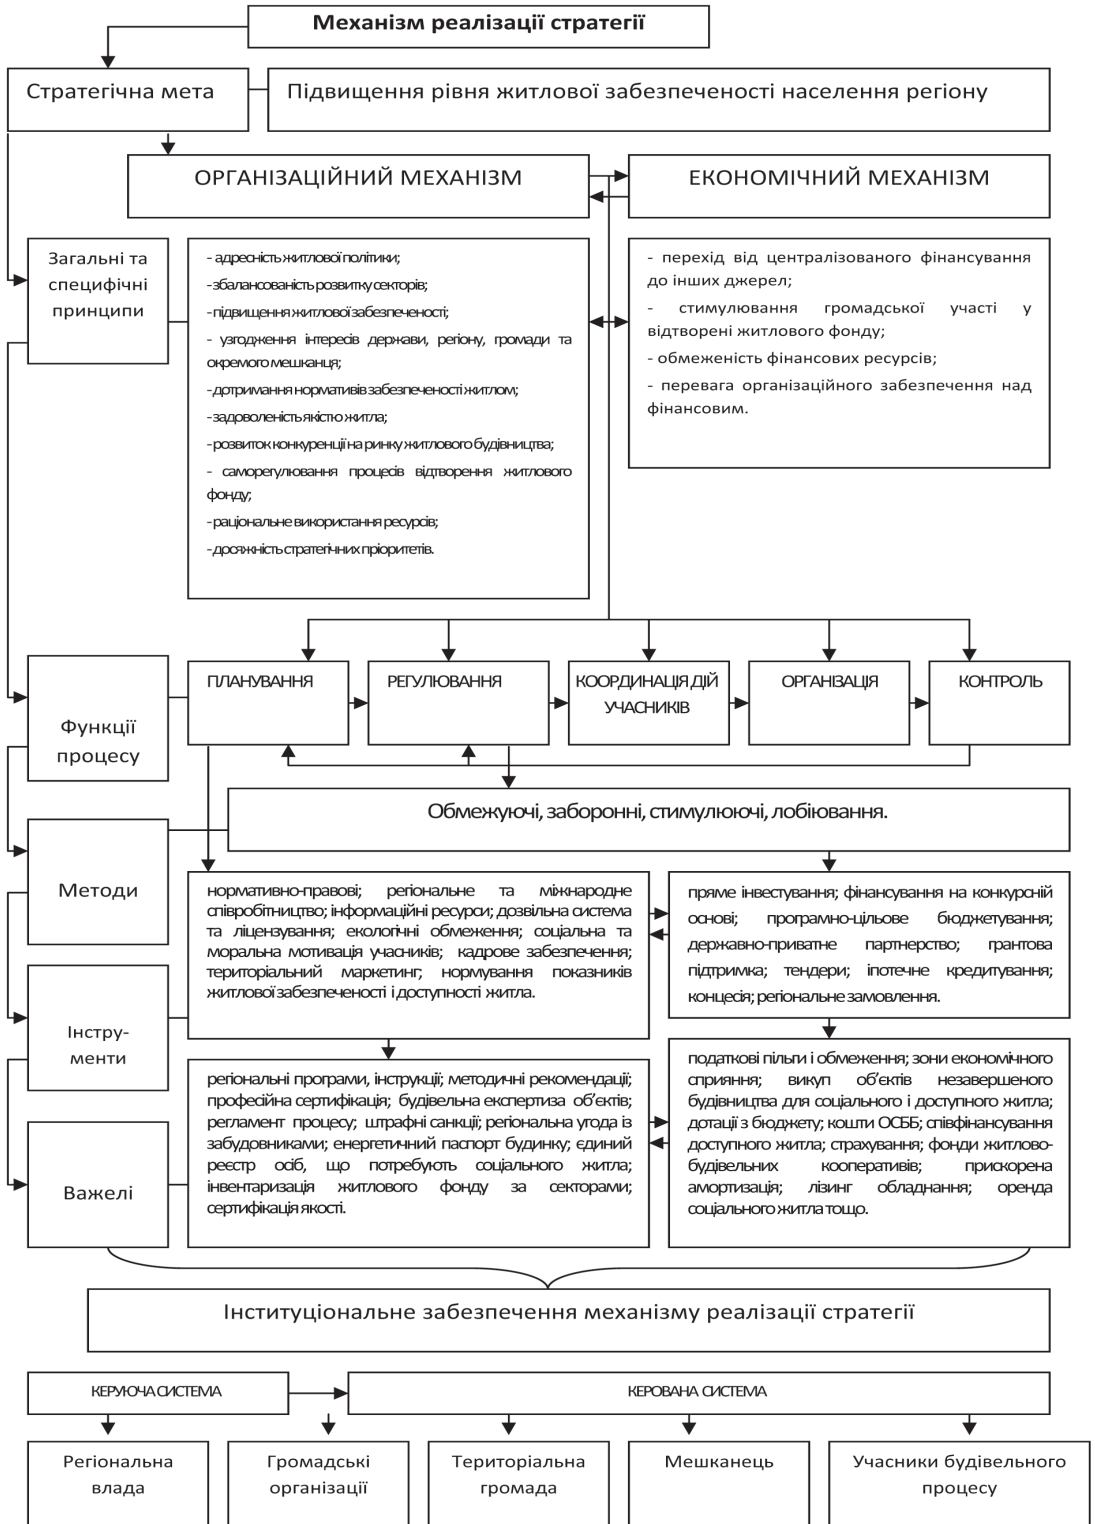 Механізм реалізації стратегії
Стратегічна мета
Підвищення рівня житлової забезпеченості населення регіону
ОРГАНІЗАЦІЙНИЙ МЕХАНІЗМ
ЕКОНОМІЧНИЙ МЕХАНІЗМ
Загальні та
специфічні
принципи
- адресність житлової політики;
- збалансованість розвитку секторів;
- підвищення житлової забезпеченості;
- узгодження інтересів держави, регіону, громади та
окремого мешканця;
- дотримання нормативів забезпеченості житлом;
- задоволеність якістю житла;
- розвиток конкуренції на ринку житлового будівництва;
- саморегулювання процесів відтворення житлового
фонду;
- раціональне використання ресурсів;
- досяжність стратегічних пріоритетів.
- перехід від централізованого фінансування
до інших джерел;
- стимулювання громадської участі у
відтворені житлового фонду;
- обмеженість фінансових ресурсів;
- перевага організаційного забезпечення над
фінансовим.
Функції
процесу
ПЛАНУВАННЯ
РЕГУЛЮВАННЯ
КООРДИНАЦІЯ ДІЙ
УЧАСНИКІВ
ОРГАНІЗАЦІЯ
КОНТРОЛЬ
Обмежуючі, заборонні, стимулюючі, лобіювання.
Методи
нормативно-правові; регіональне та міжнародне
співробітництво; інформаційні ресурси; дозвільна система
та ліцензування; екологічні обмеження; соціальна та
моральна мотивація учасників; кадрове забезпечення;
територіальний маркетинг; нормування показників
житлової забезпеченості і доступності житла.
пряме інвестування; фінансування на конкурсній
основі; програмно-цільове бюджетування;
державно-приватне партнерство; грантова
підтримка; тендери; іпотечне кредитування;
концесія; регіональне замовлення.
Інстру-
менти
регіональні програми, інструкції; методичні рекомендації;
професійна сертифікація; будівельна експертиза об’єктів;
регламент процесу; штрафні санкції; регіональна угода із
забудовниками; енергетичний паспорт будинку; єдиний
реєстр осіб, що потребують соціального житла;
інвентаризація житлового фонду за секторами;
сертифікація якості.
податкові пільги і обмеження; зони економічного
сприяння; викуп об’єктів незавершеного
будівництва для соціального і доступного житла;
дотації з бюджету; кошти ОСББ; співфінансування
доступного житла; страхування; фонди житлово-
будівельних кооперативів; прискорена
амортизація; лізинг обладнання; оренда
соціального житла тощо.
Важелі
Інституціональне забезпечення механізму реалізації стратегії
КЕРУЮЧА СИСТЕМА
КЕРОВАНА СИСТЕМА
Регіональна
влада
Громадські
організації
Територіальна
громада
Мешканець
Учасники будівельного
процесу